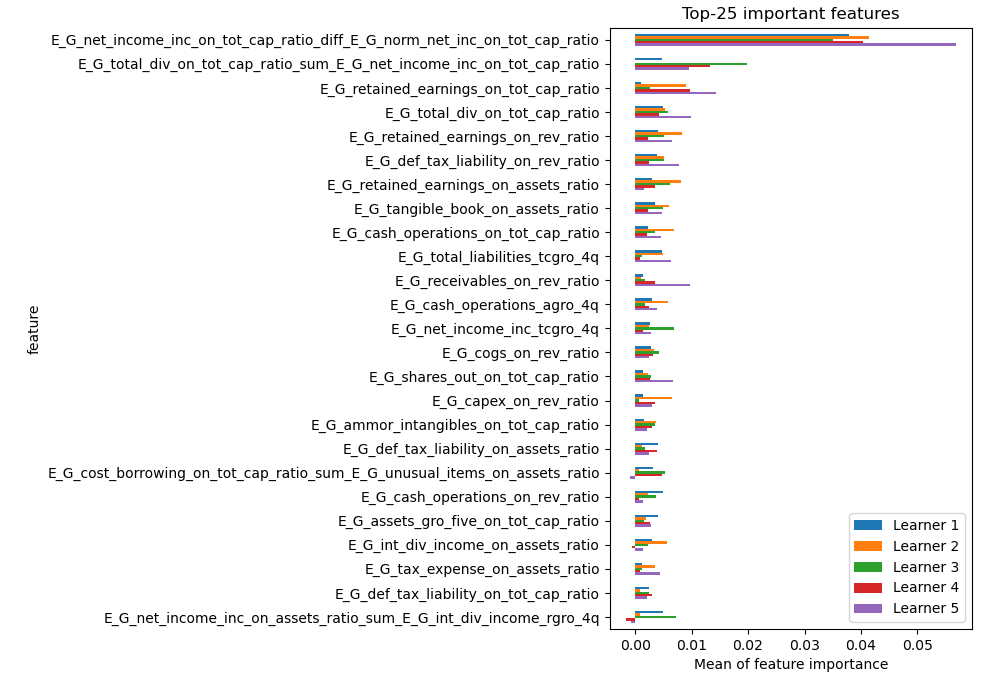 Top-25 important features
E_G_net_income_inc_on_tot_cap_ratio_diff_E_G_norm_net_inc_on_tot_cap_ratio
E_G_total_div_on_tot_cap_ratio_sum_E_G_net_income_inc_on_tot_cap_ratio
E_G_retained_earnings_on_tot_cap_ratio
E_G_total_div_on_tot_cap_ratio
E_G_retained_earnings_on_rev_ratio
E_G_def_tax_liability_on_rev_ratio
E_G_retained_earnings_on_assets_ratio
E_G_tangible_book_on_assets_ratio
E_G_cash_operations_on_tot_cap_ratio
E_G_total_liabilities_tcgro_4q
E_G_receivables_on_rev_ratio
E_G_cash_operations_agro_4q
E_G_net_income_inc_tcgro_4q
E_G_cogs_on_rev_ratio
E_G_shares_out_on_tot_cap_ratio
E_G_capex_on_rev_ratio
E_G_ammor_intangibles_on_tot_cap_ratio
E_G_def_tax_liability_on_assets_ratio
E_G_cost_borrowing_on_tot_cap_ratio_sum_E_G_unusual_items_on_assets_ratio
E_G_cash_operations_on_rev_ratio
E_G_assets_gro_five_on_tot_cap_ratio
E_G_int_div_income_on_assets_ratio
E_G_tax_expense_on_assets_ratio
E_G_def_tax_liability_on_tot_cap_ratio
E_G_net_income_inc_on_assets_ratio_sum_E_G_int_div_income_rgro_4q
feature
Learner 1
Learner 2
Learner 3
Learner 4
Learner 5
0.00 0.01 0.02 0.03 0.04 0.05
Mean of feature importance